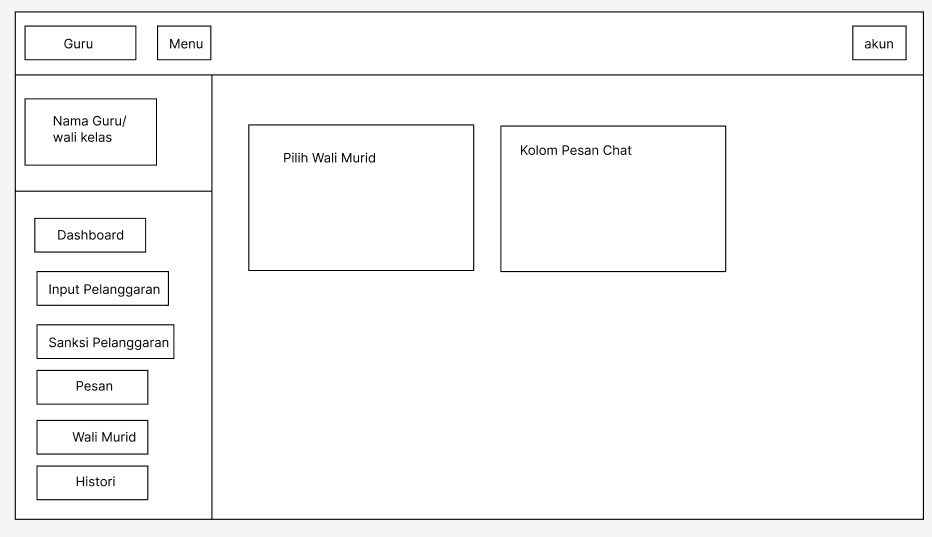 Guru
Menu
akun
Nama Guru/
wali kelas
Pilih Wali Murid
Kolom Pesan Chat
Dashboard
Input Pelanggaran
Sanksi Pelanggaran
Pesan
Wali Murid
Histori